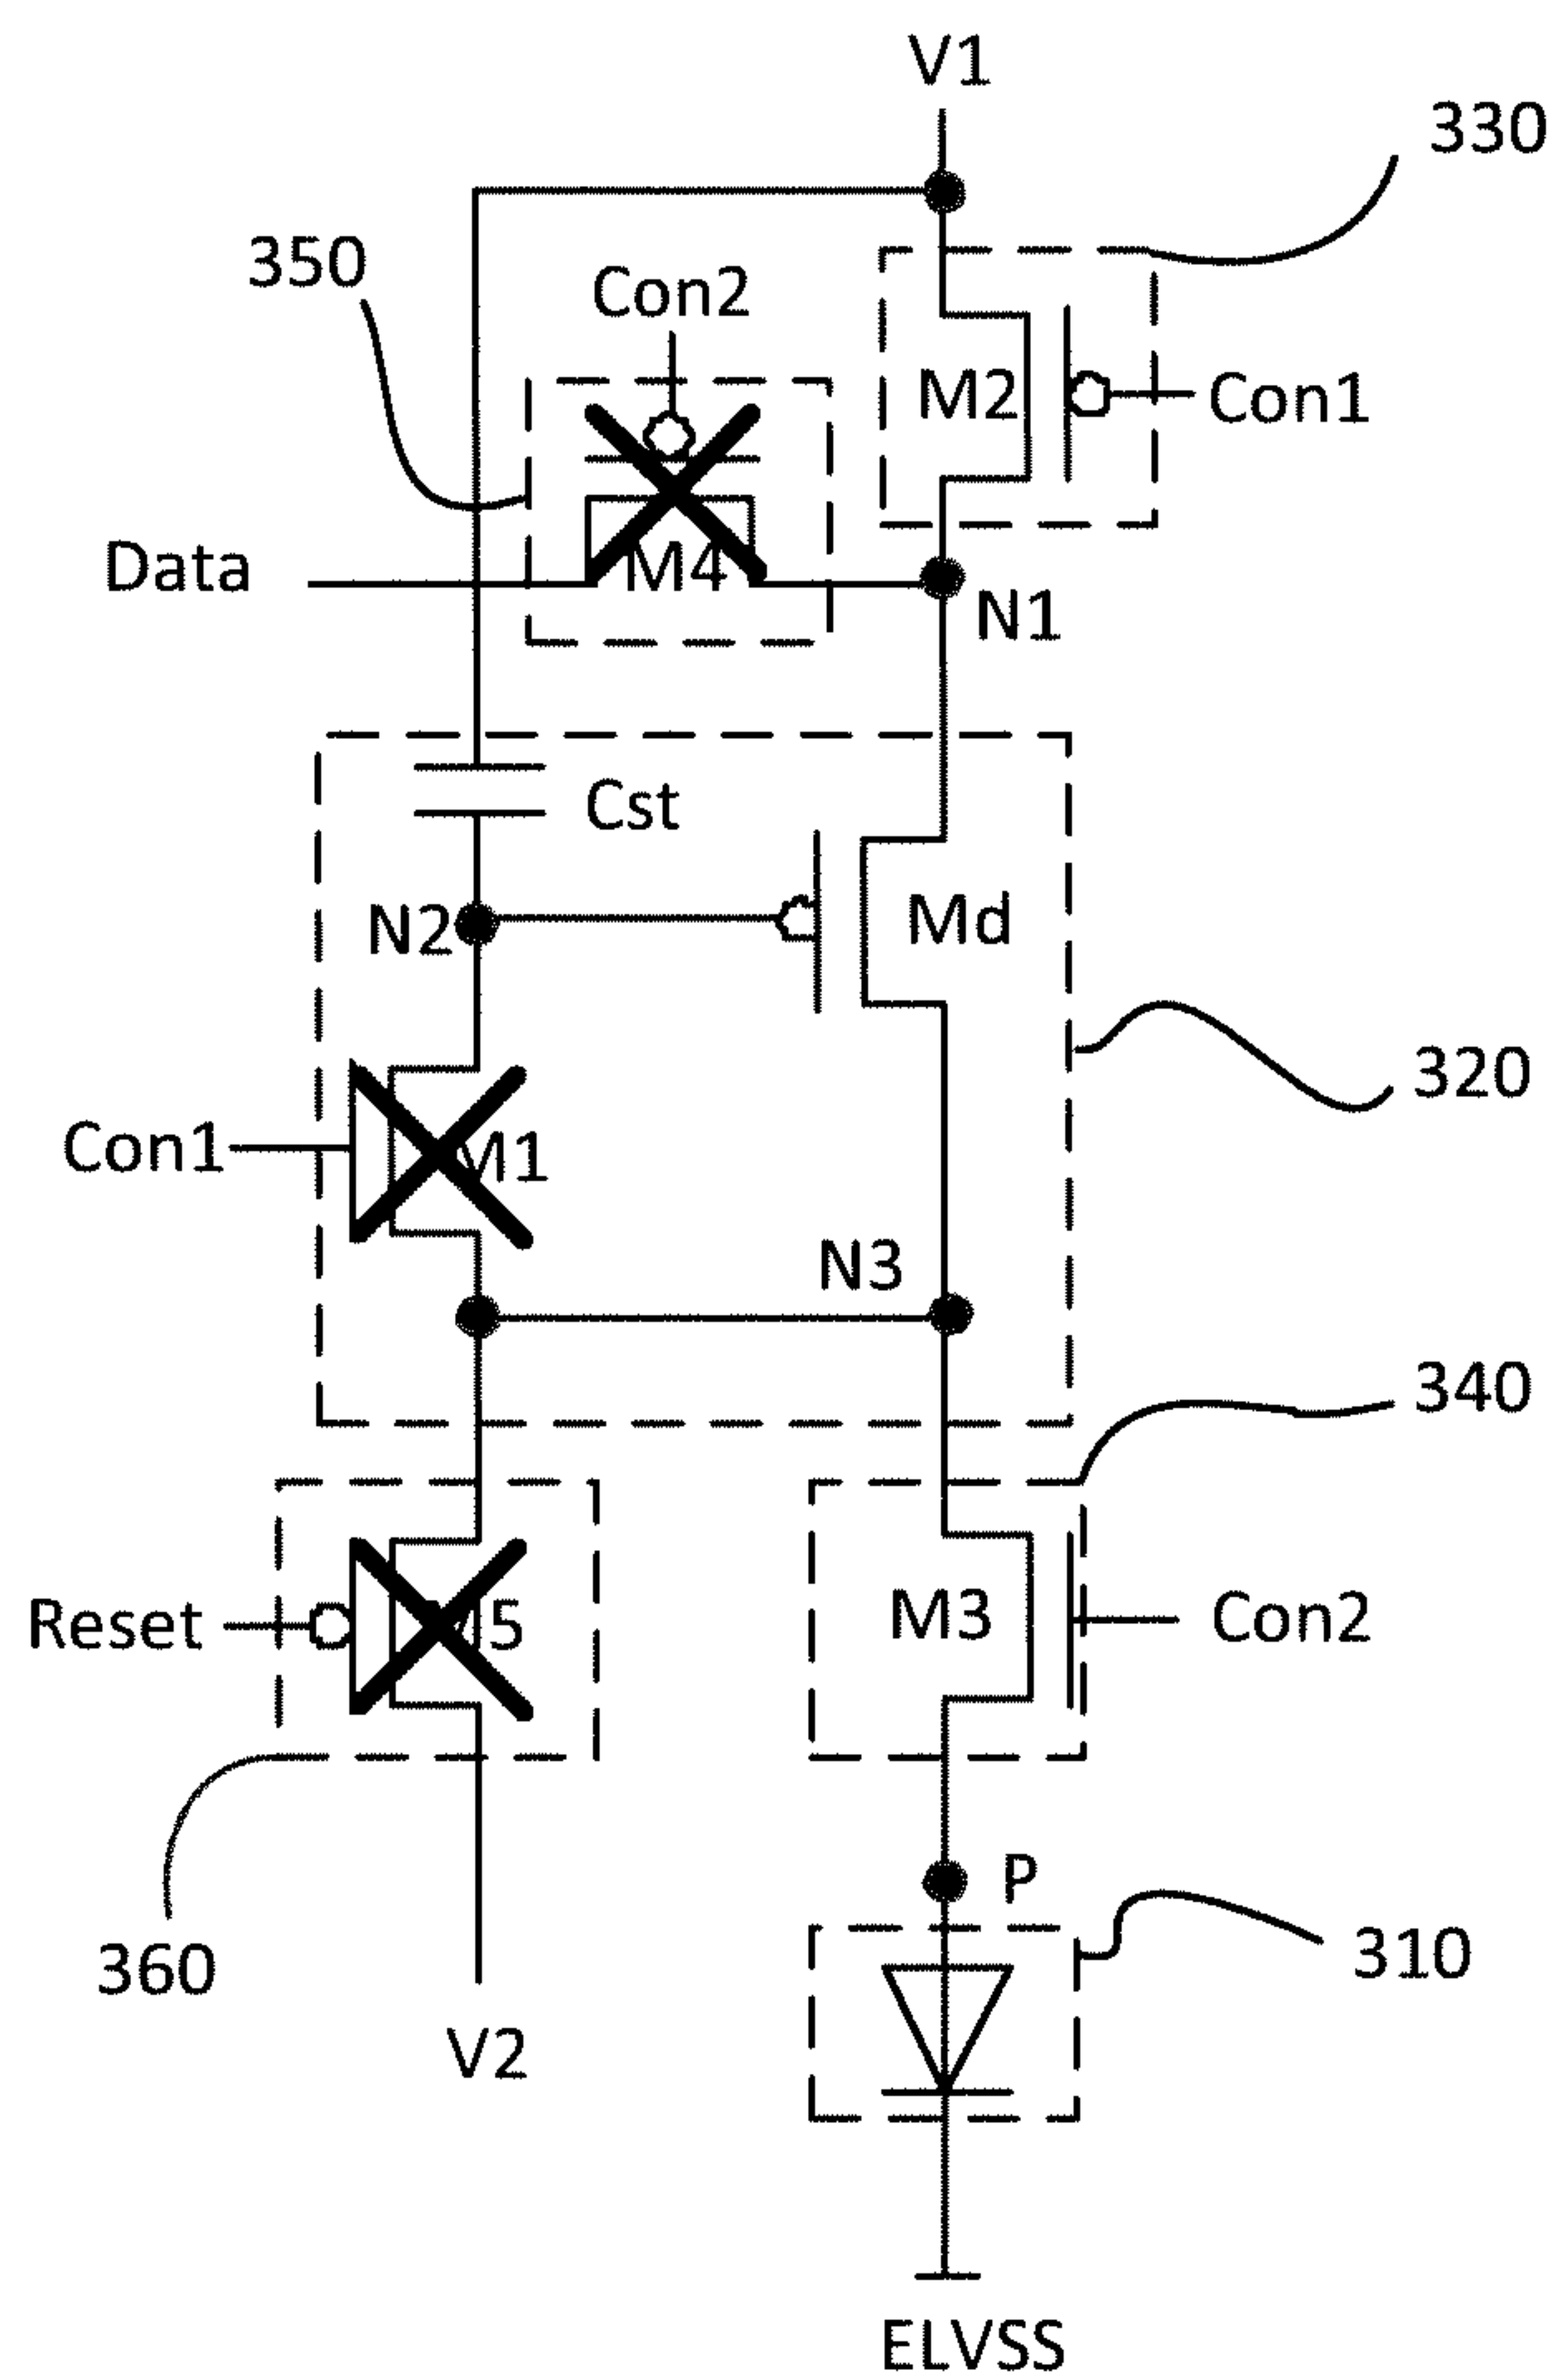 V1
330
350
Con2
M2
Con1
Data
M4
N1
Cst
N2
Md
320
Con1
M1
N3
340
Reset
M3
Con2
P
360
310
V2
ELVSS